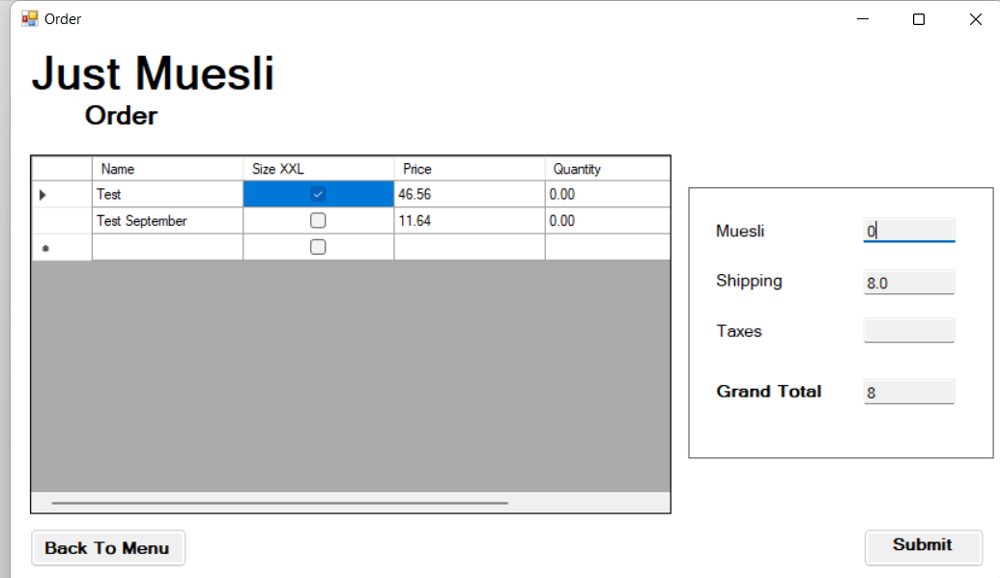 Order
Just Muesli
Order
Name Size XXL Price Quantity
Test 46.56 0.00
Test September 11.64 0.00
Muesli 0
Shipping 8.0
Taxes
Grand Total 8
Back To Menu
Submit